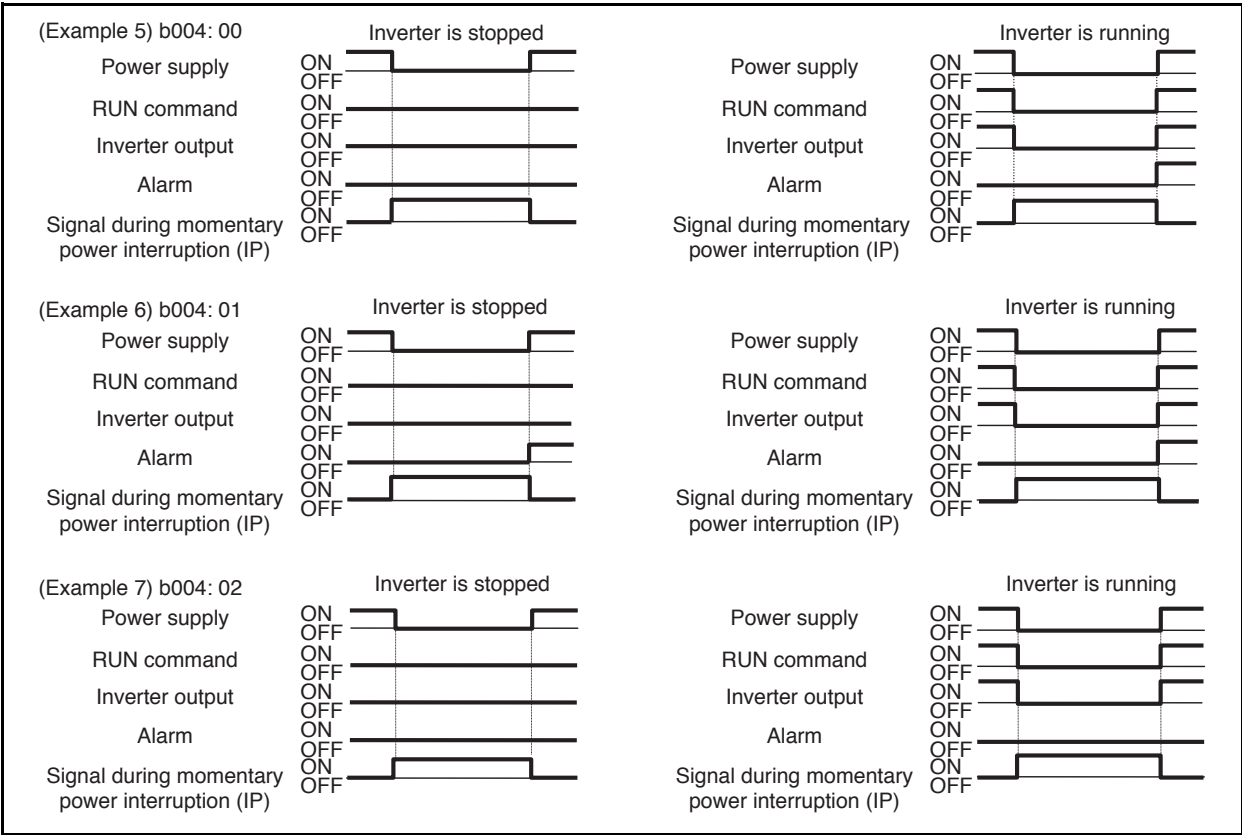 (Example 5) b004: 00
Inverter is stopped
Power supply
ON
OFF
RUN command
ON
OFF
Inverter output
ON
OFF
Alarm
ON
OFF
Signal during momentary
power interruption (IP)
ON
OFF
Inverter is running
Power supply
ON
OFF
RUN command
ON
OFF
Inverter output
ON
OFF
Alarm
ON
OFF
Signal during momentary
power interruption (IP)
ON
OFF
(Example 6) b004: 01
Inverter is stopped
Power supply
ON
OFF
RUN command
ON
OFF
Inverter output
ON
OFF
Alarm
ON
OFF
Signal during momentary
power interruption (IP)
ON
OFF
Inverter is running
Power supply
ON
OFF
RUN command
ON
OFF
Inverter output
ON
OFF
Alarm
ON
OFF
Signal during momentary
power interruption (IP)
ON
OFF
(Example 7) b004: 02
Inverter is stopped
Power supply
ON
OFF
RUN command
ON
OFF
Inverter output
ON
OFF
Alarm
ON
OFF
Signal during momentary
power interruption (IP)
ON
OFF
Inverter is running
Power supply
ON
OFF
RUN command
ON
OFF
Inverter output
ON
OFF
Alarm
ON
OFF
Signal during momentary
power interruption (IP)
ON
OFF